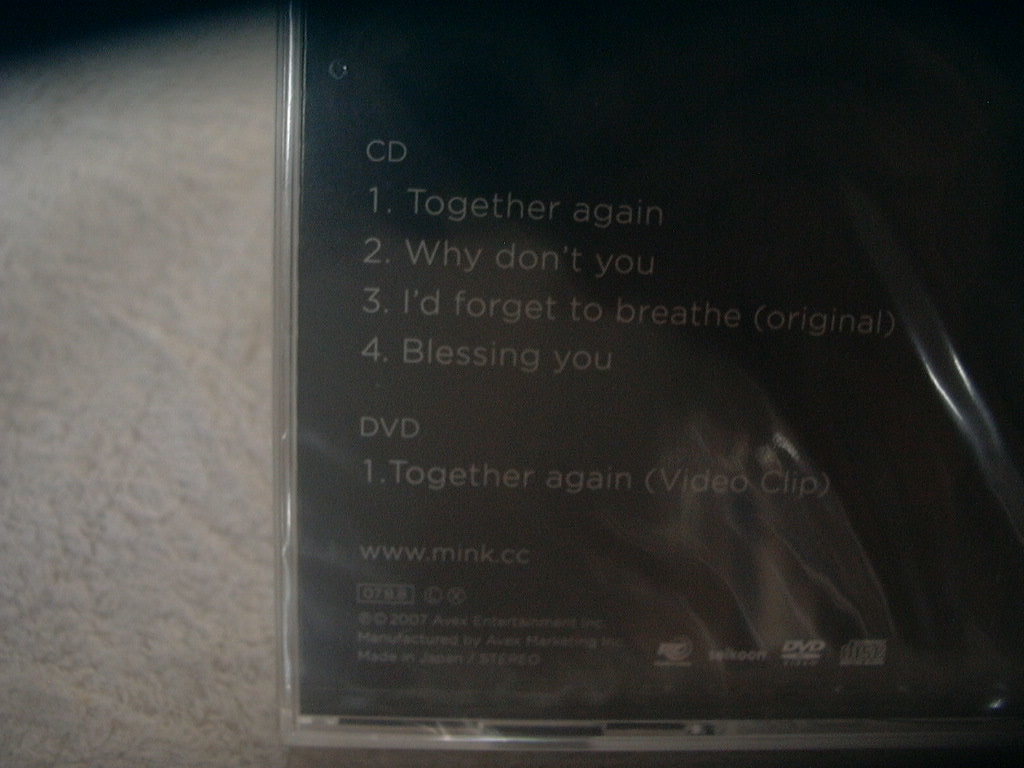 CD
1. Together again
2. Why don't you
3. I'd forget to breathe (original)
4. Blessing you
DVD
1.Together again (Video Clip)
www.mink.cc
©℗2007 Avex Entertainment Inc.
Manufactured by Avex Marketing Inc.
Made in Japan / STEREO
DVD
VIDEO